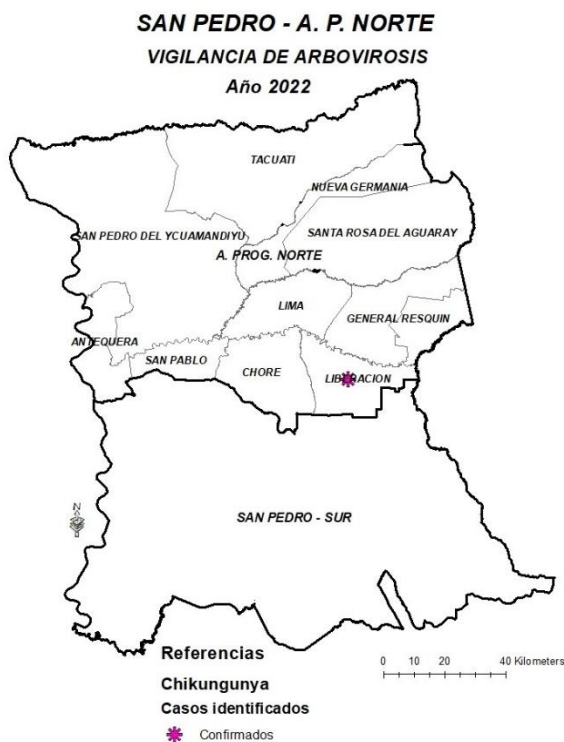 SAN PEDRO - A. P. NORTE
VIGILANCIA DE ARBOVIROSIS
Año 2022
TACUATI
NUEVA GERMANIA
SAN PEDRO DEL YCUAMANDIYU
SANTA ROSA DEL AGUARAY
A. PROG. NORTE
LIMA
GENERAL RESQUIN
ANTEQUERA
SAN PABLO
CHORE
LIBERACION
SAN PEDRO - SUR
N
Referencias
0 10 20 40 Kilometers
Chikungunya
Casos identificados
Confirmados